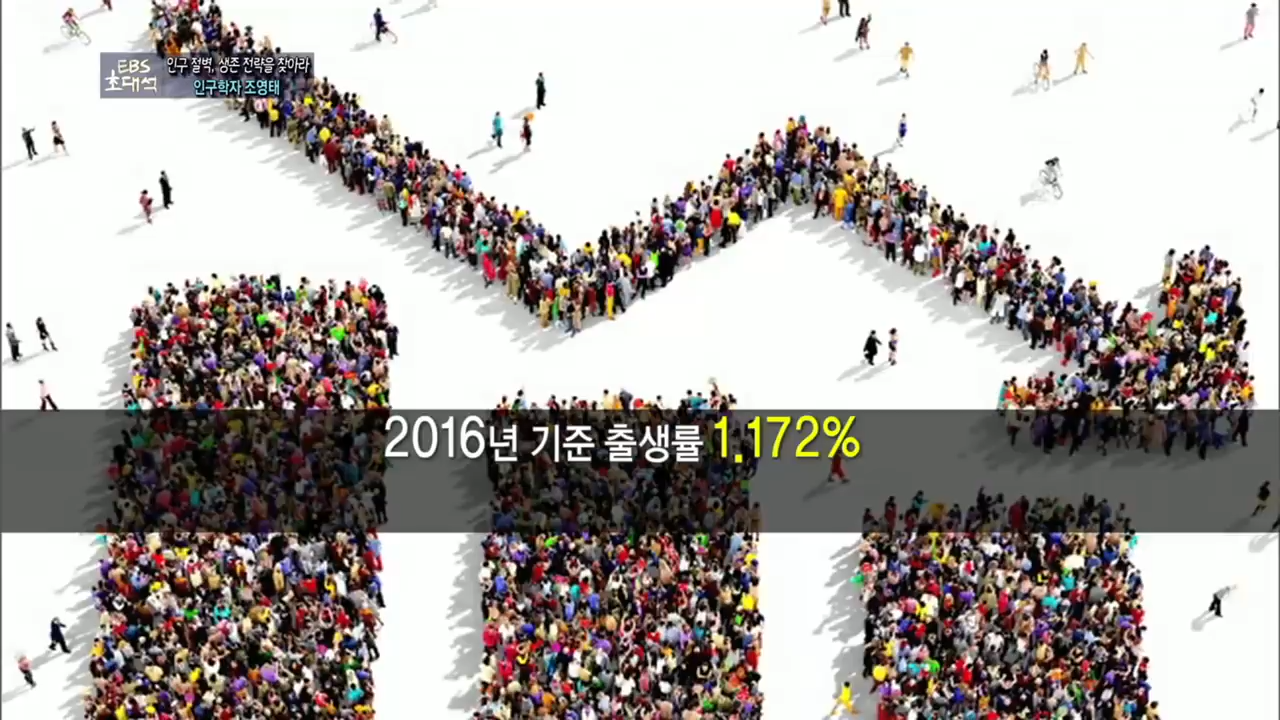 EBS
초대석
인구 절벽, 생존 전략을 찾아라
인구학자 조영태
2016년 기준 출생률 1.172%